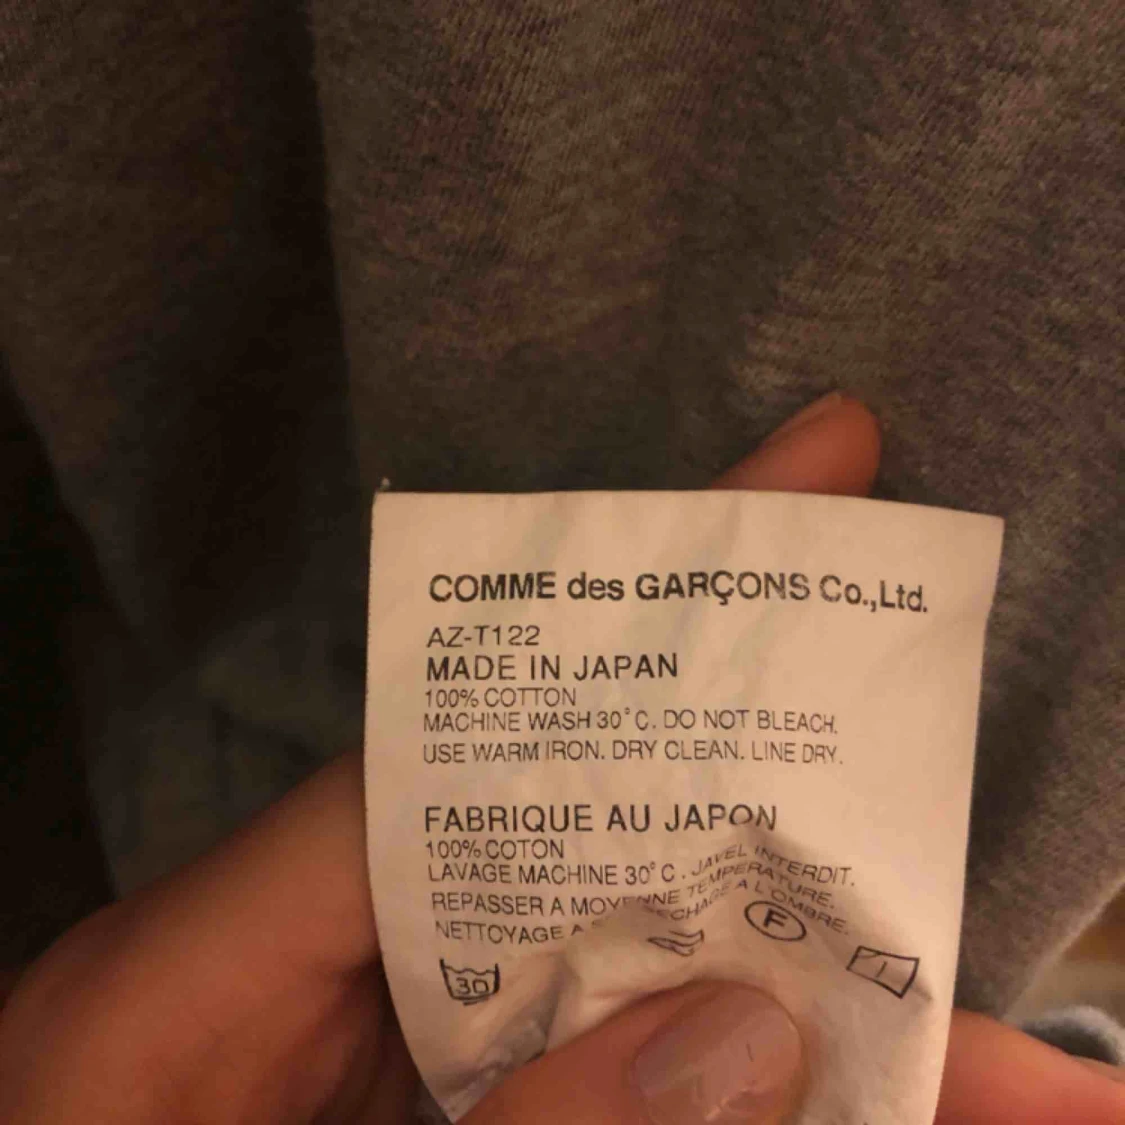 COMME des GARÇONS Co.,Ltd.
AZ-T122
MADE IN JAPAN
100% COTTON
MACHINE WASH 30°C. DO NOT BLEACH.
USE WARM IRON. DRY CLEAN. LINE DRY.
FABRIQUE AU JAPON
100% COTON
LAVAGE MACHINE 30°C. JAVEL INTERDIT.
REPASSER A MOYENNE TEMPERATURE.
NETTOYAGE A A L'OMBRE.
F
30